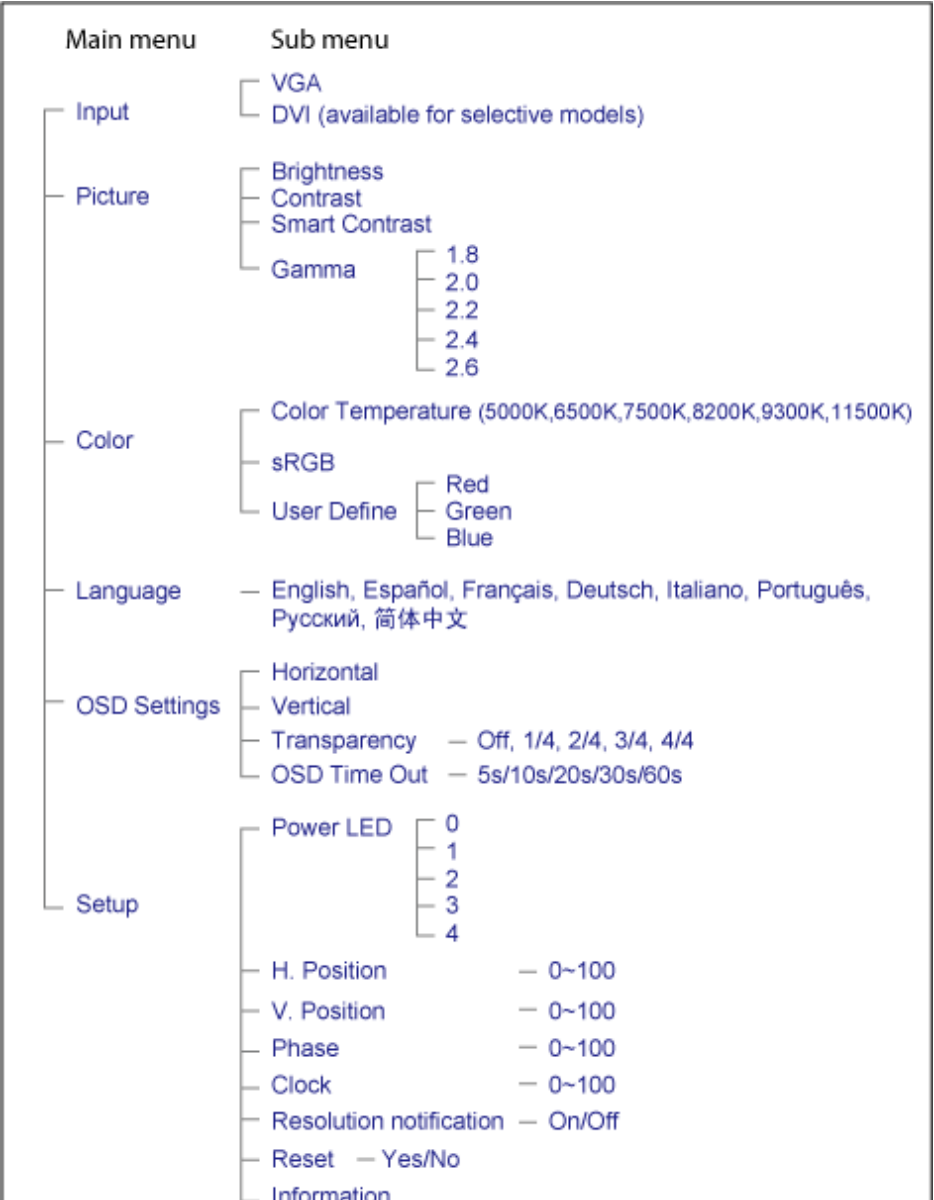 Main menu Sub menu
VGA
Input
DVI (available for selective models)
Brightness
Picture
Contrast
Smart Contrast
Gamma
1.8
2.0
2.2
2.4
2.6
Color Temperature (5000K,6500K,7500K,8200K,9300K,11500K)
Color
sRGB
User Define
Red
Green
Blue
Language
English, Español, Français, Deutsch, Italiano, Português,
Русский, 简体中文
Horizontal
OSD Settings
Vertical
Transparency Off, 1/4, 2/4, 3/4, 4/4
OSD Time Out 5s/10s/20s/30s/60s
Power LED
0
1
2
3
4
Setup
H. Position 0~100
V. Position 0~100
Phase 0~100
Clock 0~100
Resolution notification On/Off
Reset Yes/No
Information